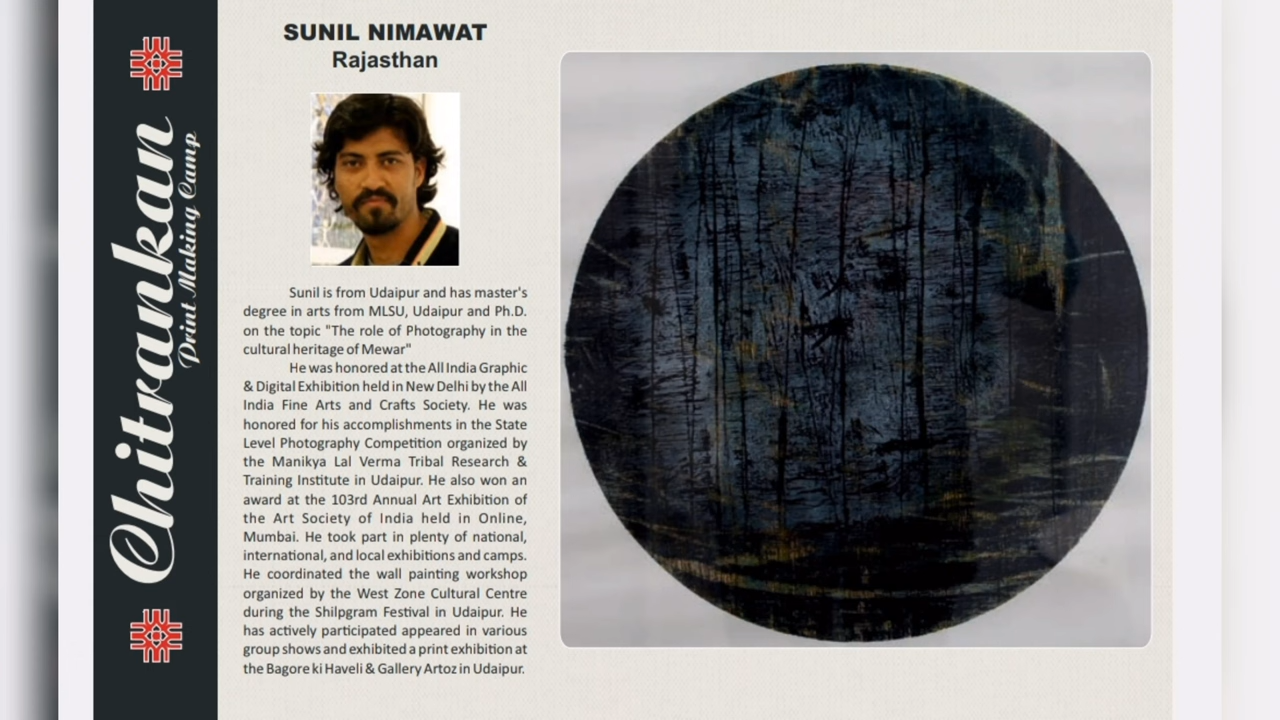 Chitrankan
Print Making Camp
SUNIL NIMAWAT
Rajasthan
Sunil is from Udaipur and has master's
degree in arts from MLSU, Udaipur and Ph.D.
on the topic "The role of Photography in the
cultural heritage of Mewar"
He was honored at the All India Graphic
& Digital Exhibition held in New Delhi by the All
India Fine Arts and Crafts Society. He was
honored for his accomplishments in the State
Level Photography Competition organized by
the Manikya Lal Verma Tribal Research &
Training Institute in Udaipur. He also won an
award at the 103rd Annual Art Exhibition of
the Art Society of India held in Online,
Mumbai. He took part in plenty of national,
international, and local exhibitions and camps.
He coordinated the wall painting workshop
organized by the West Zone Cultural Centre
during the Shilpgram Festival in Udaipur. He
has actively participated appeared in various
group shows and exhibited a print exhibition at
the Bagore ki Haveli & Gallery Artoz in Udaipur.